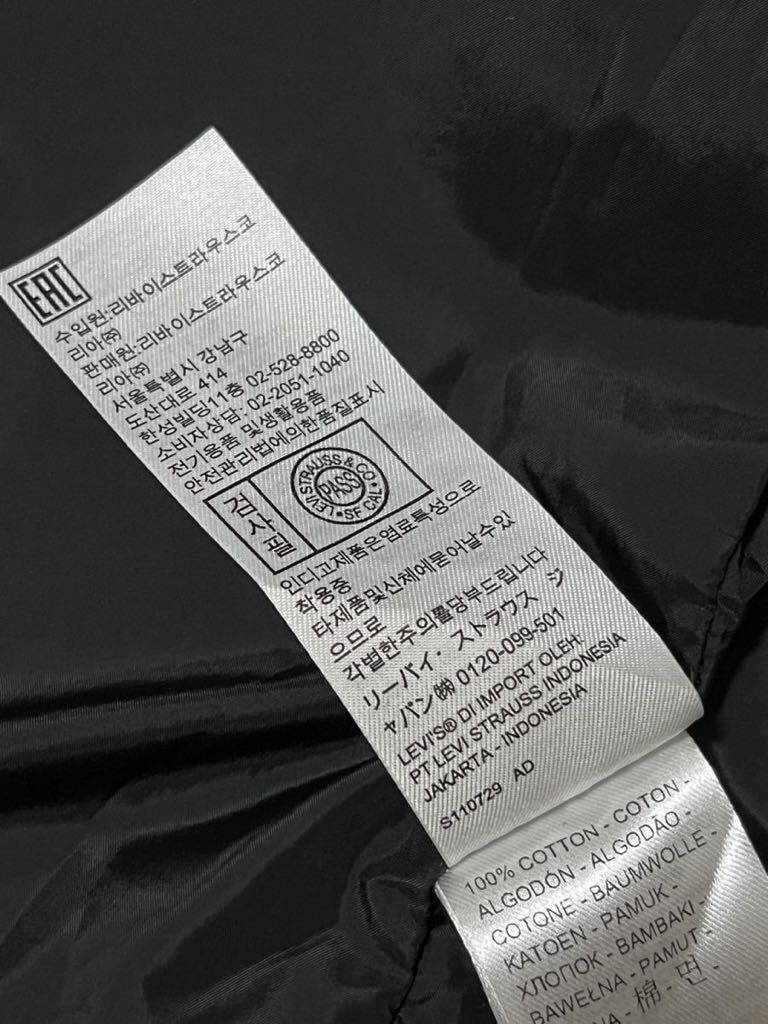 EAC
수입원:리바이스트라우스코
리아㈜
판매원:리바이스트라우스코
리아㈜
서울특별시 강남구
도산대로 414
한성빌딩11층 02-528-8800
소비자상담: 02-2051-1040
전기용품 및생활용품
안전관리법에의한품질표시
검사필
LEVI STRAUSS & CO
PASS
SF CAL
인디고제품은염료특성으로
착용중
타제품및신체에묻어날수있
으므로
각별한주의를당부드립니다
リーバイ・ストラウス ジ
ャパン㈱ 0120-099-501
LEVI'S® DI IMPORT OLEH:
PT LEVI STRAUSS INDONESIA
JAKARTA - INDONESIA
S110729 AD
100% COTTON - COTON -
ALGODÓN - ALGODÃO -
COTONE - BAUMWOLLE -
KATOEN - PAMUK -
ХЛОПОК - BAMBAKI -
BAWEŁNA - PAMUT -
- 棉 - 면 -